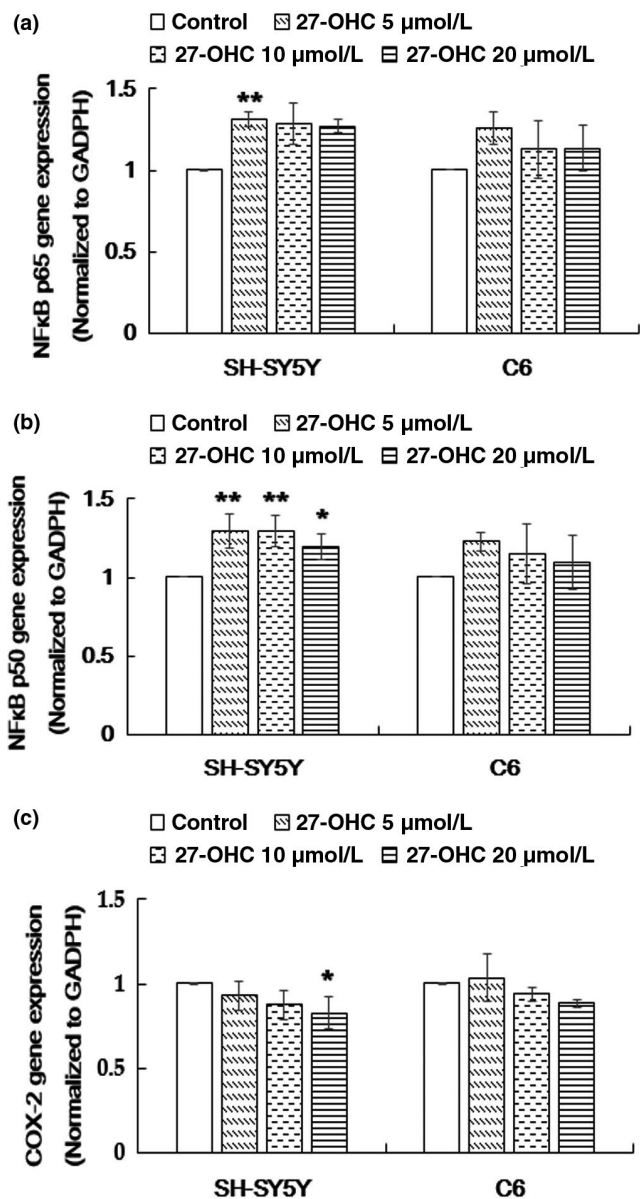 (a)
Control 27-OHC 5 µmol/L
27-OHC 10 µmol/L 27-OHC 20 µmol/L
NFκB p65 gene expression
(Normalized to GADPH)
1.5
1
0.5
0
**
SH-SY5Y C6
(b)
Control 27-OHC 5 µmol/L
27-OHC 10 µmol/L 27-OHC 20 µmol/L
NFκB p50 gene expression
(Normalized to GADPH)
1.5
1
0.5
0
** ** *
SH-SY5Y C6
(c)
Control 27-OHC 5 µmol/L
27-OHC 10 µmol/L 27-OHC 20 µmol/L
COX-2 gene expression
(Normalized to GADPH)
1.5
1
0.5
0
*
SH-SY5Y C6